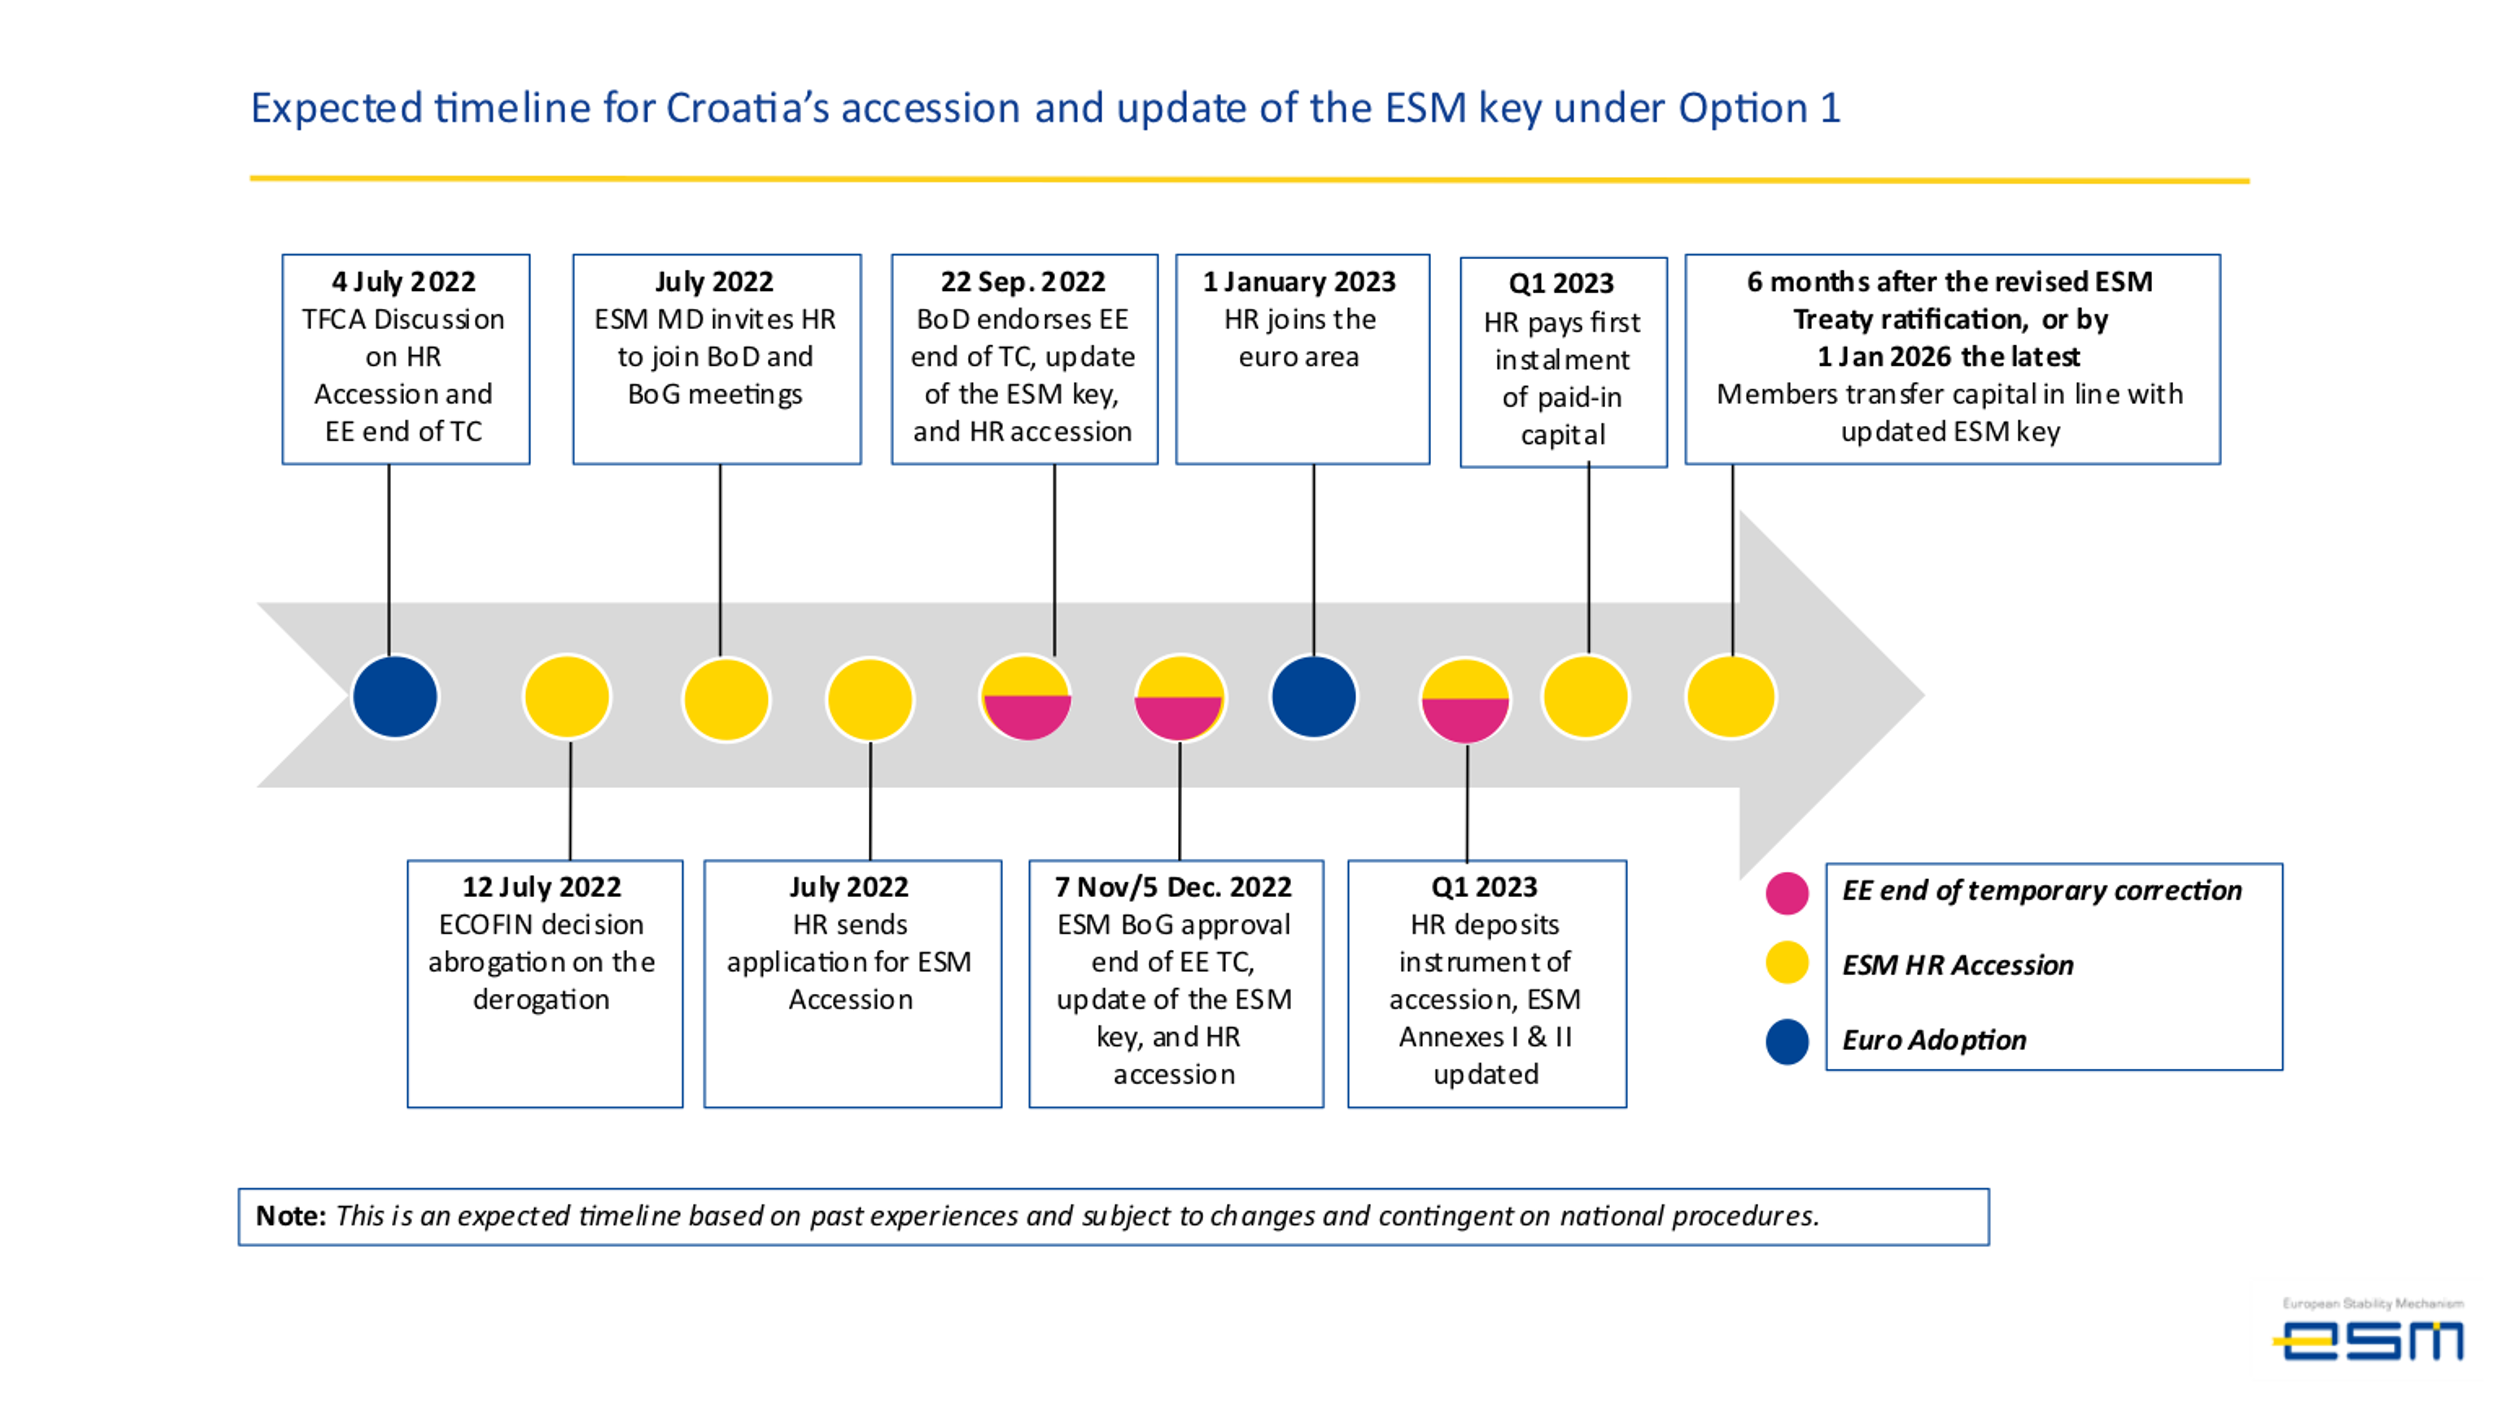 Expected timeline for Croatia’s accession and update of the ESM key under Option 1
4 July 2022
TFCA Discussion
on HR
Accession and
EE end of TC
July 2022
ESM MD invites HR
to join BoD and
BoG meetings
22 Sep. 2022
BoD endorses EE
end of TC, update
of the ESM key,
and HR accession
1 January 2023
HR joins the
euro area
Q1 2023
HR pays first
instalment
of paid-in
capital
6 months after the revised ESM
Treaty ratification, or by
1 Jan 2026 the latest
Members transfer capital in line with
updated ESM key
12 July 2022
ECOFIN decision
abrogation on the
derogation
July 2022
HR sends
application for ESM
Accession
7 Nov/5 Dec. 2022
ESM BoG approval
end of EE TC,
update of the ESM
key, and HR
accession
Q1 2023
HR deposits
instrument of
accession, ESM
Annexes I & II
updated
EE end of temporary correction
ESM HR Accession
Euro Adoption
Note: This is an expected timeline based on past experiences and subject to changes and contingent on national procedures.
European Stability Mechanism
esm